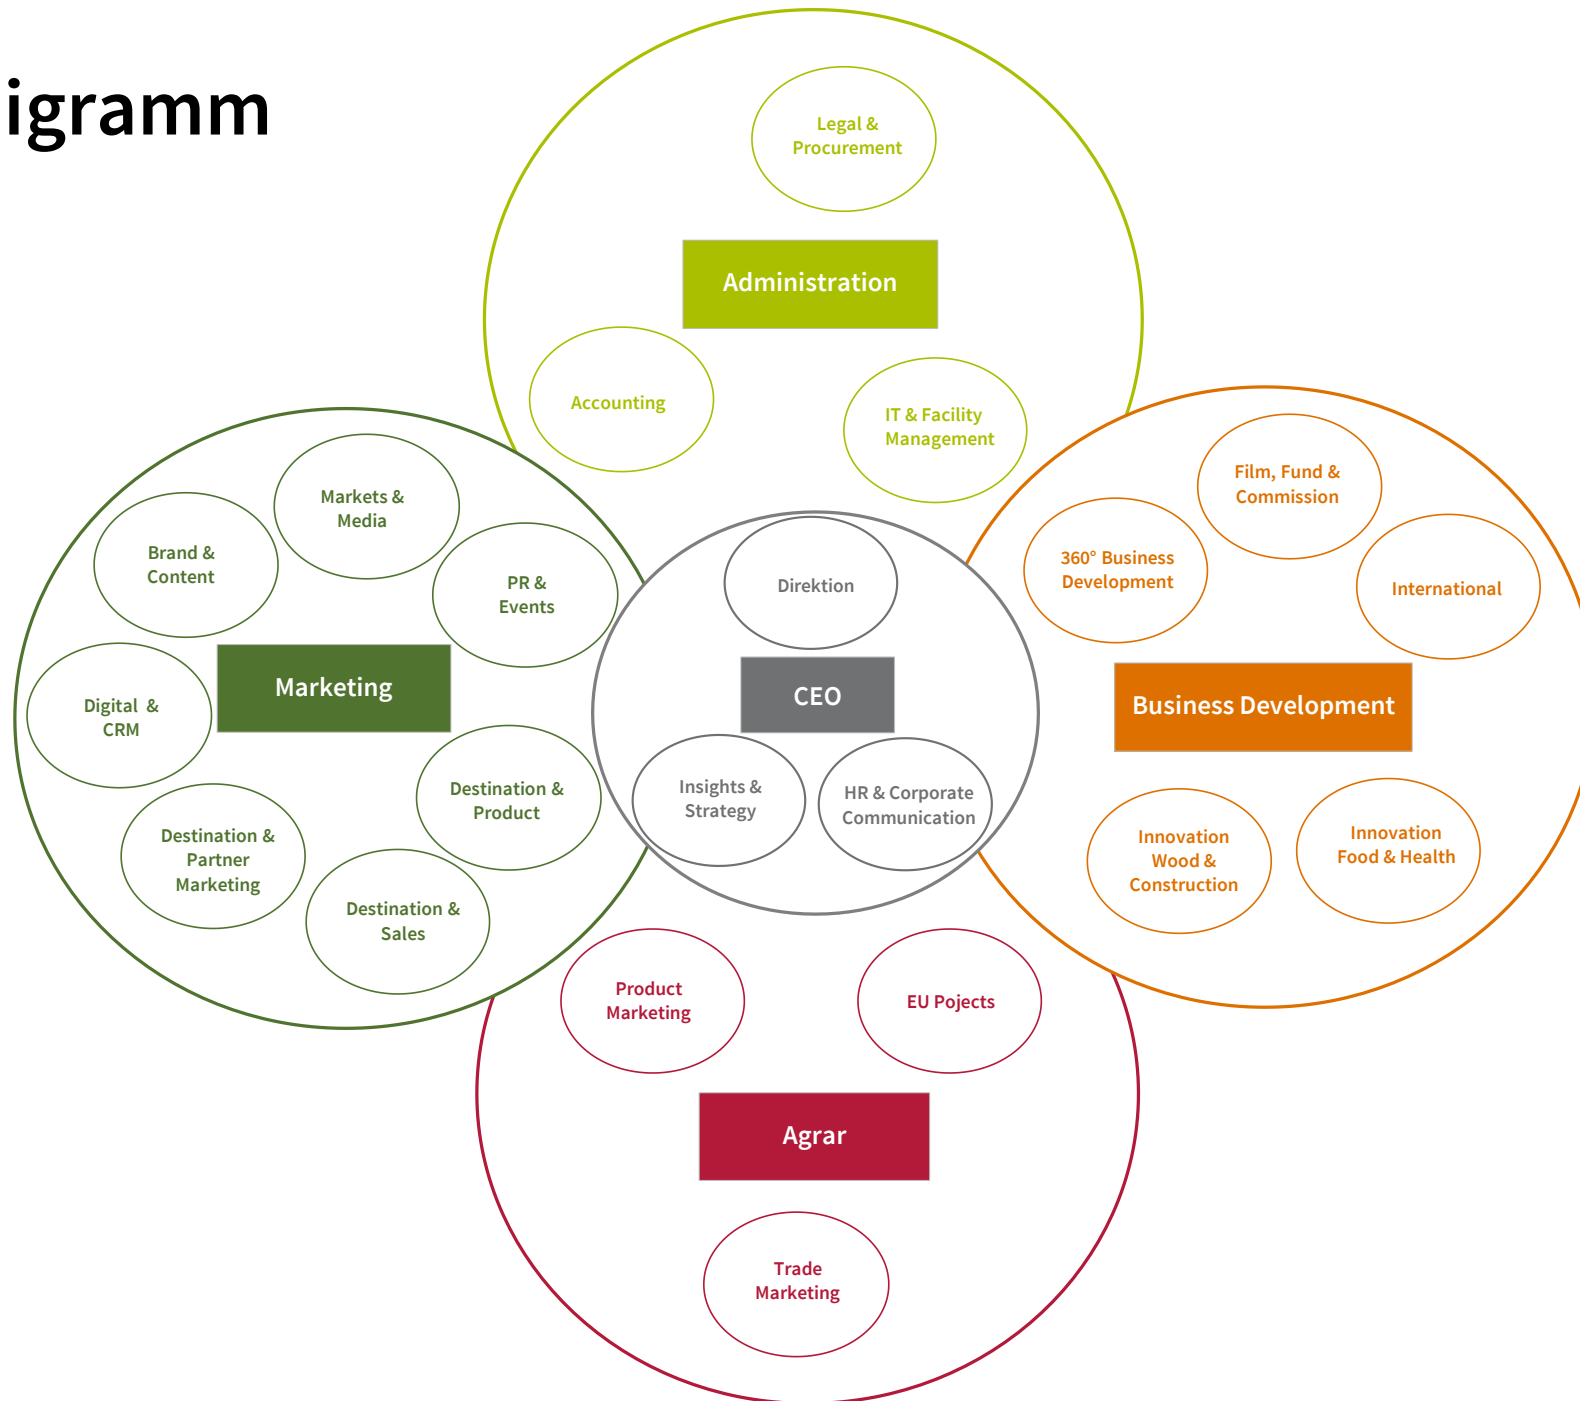 igramm
Legal &
Procurement
Administration
Accounting
IT & Facility
Management
Markets &
Media
Brand &
Content
PR &
Events
Marketing
Digital &
CRM
Destination &
Product
Destination &
Partner
Marketing
Destination &
Sales
Direktion
CEO
Insights &
Strategy
HR & Corporate
Communication
Film, Fund &
Commission
360° Business
Development
International
Business Development
Innovation
Wood &
Construction
Innovation
Food & Health
Product
Marketing
EU Pojects
Agrar
Trade
Marketing